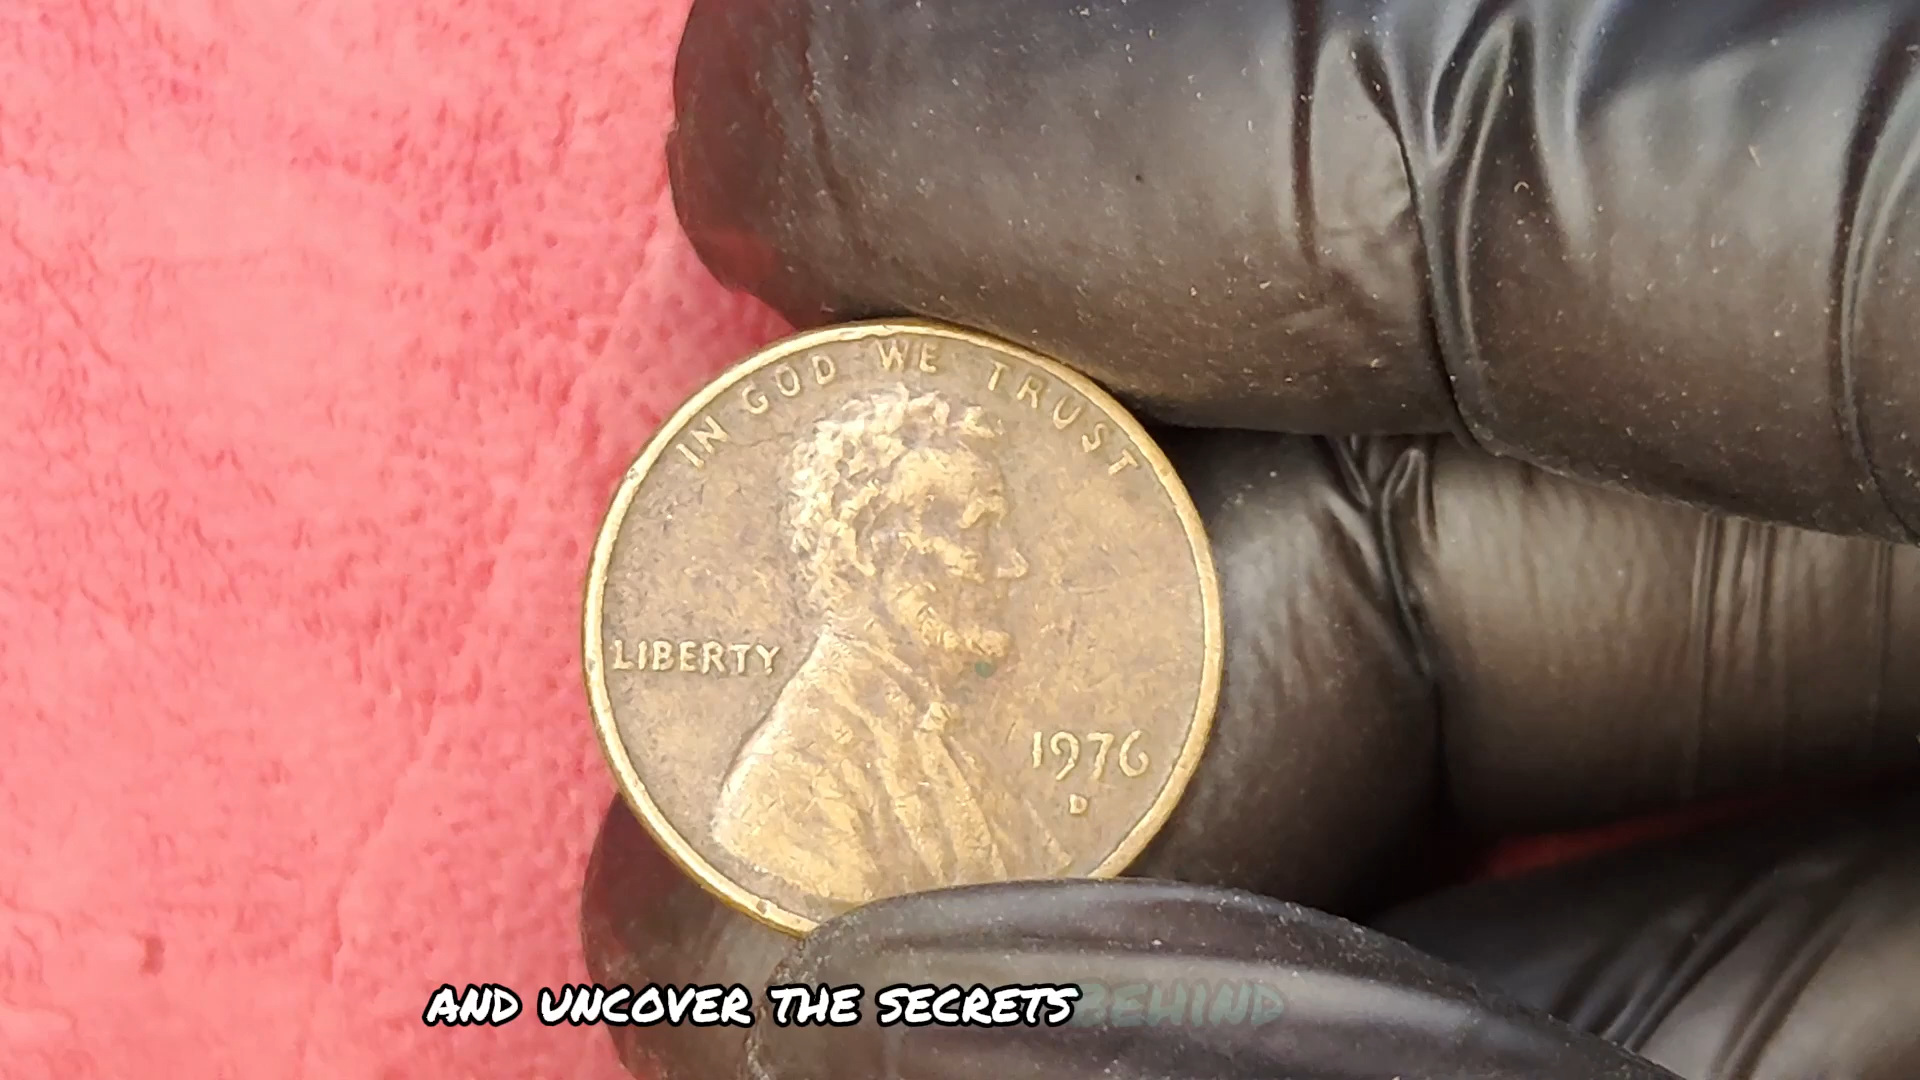 IN GOD WE TRUST
LIBERTY
1976
D
AND UNCOVER THE SECRETS BEHIND